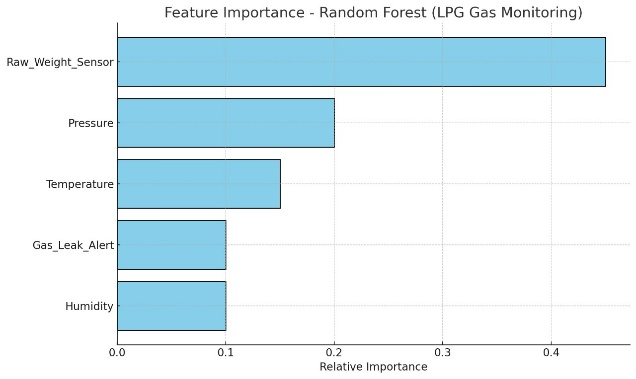 Feature Importance - Random Forest (LPG Gas Monitoring)
Raw_Weight_Sensor
Pressure
Temperature
Gas_Leak_Alert
Humidity
0.0 0.1 0.2 0.3 0.4
Relative Importance